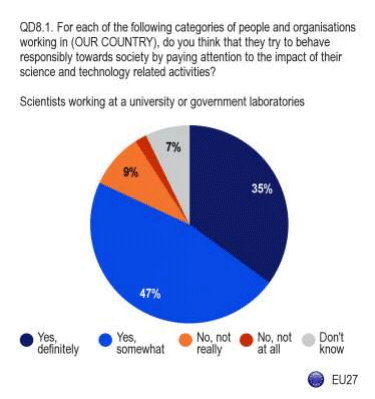 QD8.1. For each of the following categories of people and organisations
working in (OUR COUNTRY), do you think that they try to behave
responsibly towards society by paying attention to the impact of their
science and technology related activities?
Scientists working at a university or government laboratories
7%
9%
35%
47%
Yes, definitely
Yes, somewhat
No, not really
No, not at all
Don't know
EU27